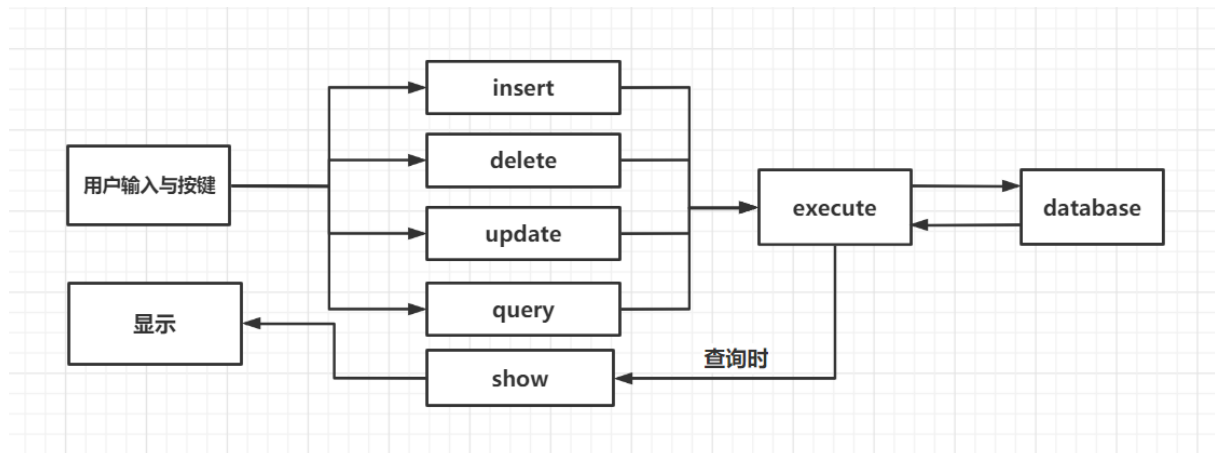 insert
delete
用户输入与按键
execute
database
update
query
显示
查询时
show